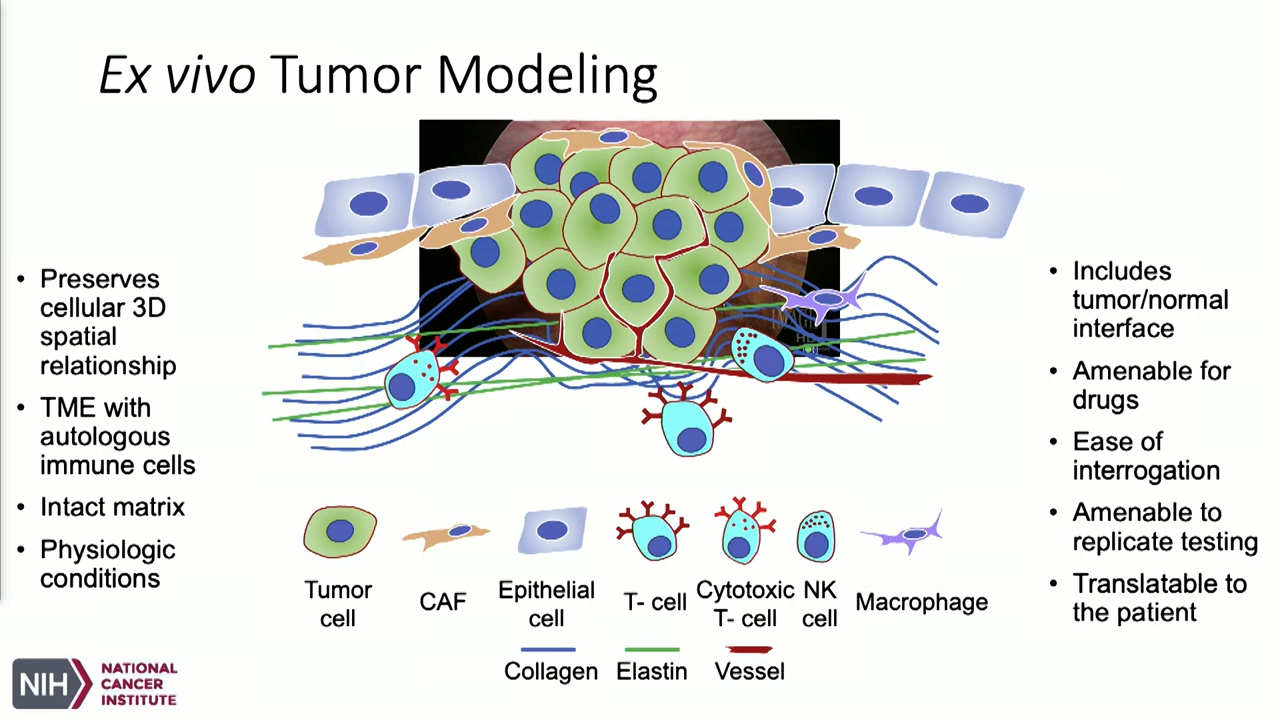 Ex vivo Tumor Modeling
• Preserves
cellular 3D
spatial
relationship
• TME with
autologous
immune cells
• Intact matrix
• Physiologic
conditions
• Includes
tumor/normal
interface
• Amenable for
drugs
• Ease of
interrogation
• Amenable to
replicate testing
• Translatable to
the patient
Tumor
cell
CAF
Epithelial
cell
T- cell
Cytotoxic
T- cell
NK
cell
Macrophage
Collagen
Elastin
Vessel
NIH
NATIONAL
CANCER
INSTITUTE